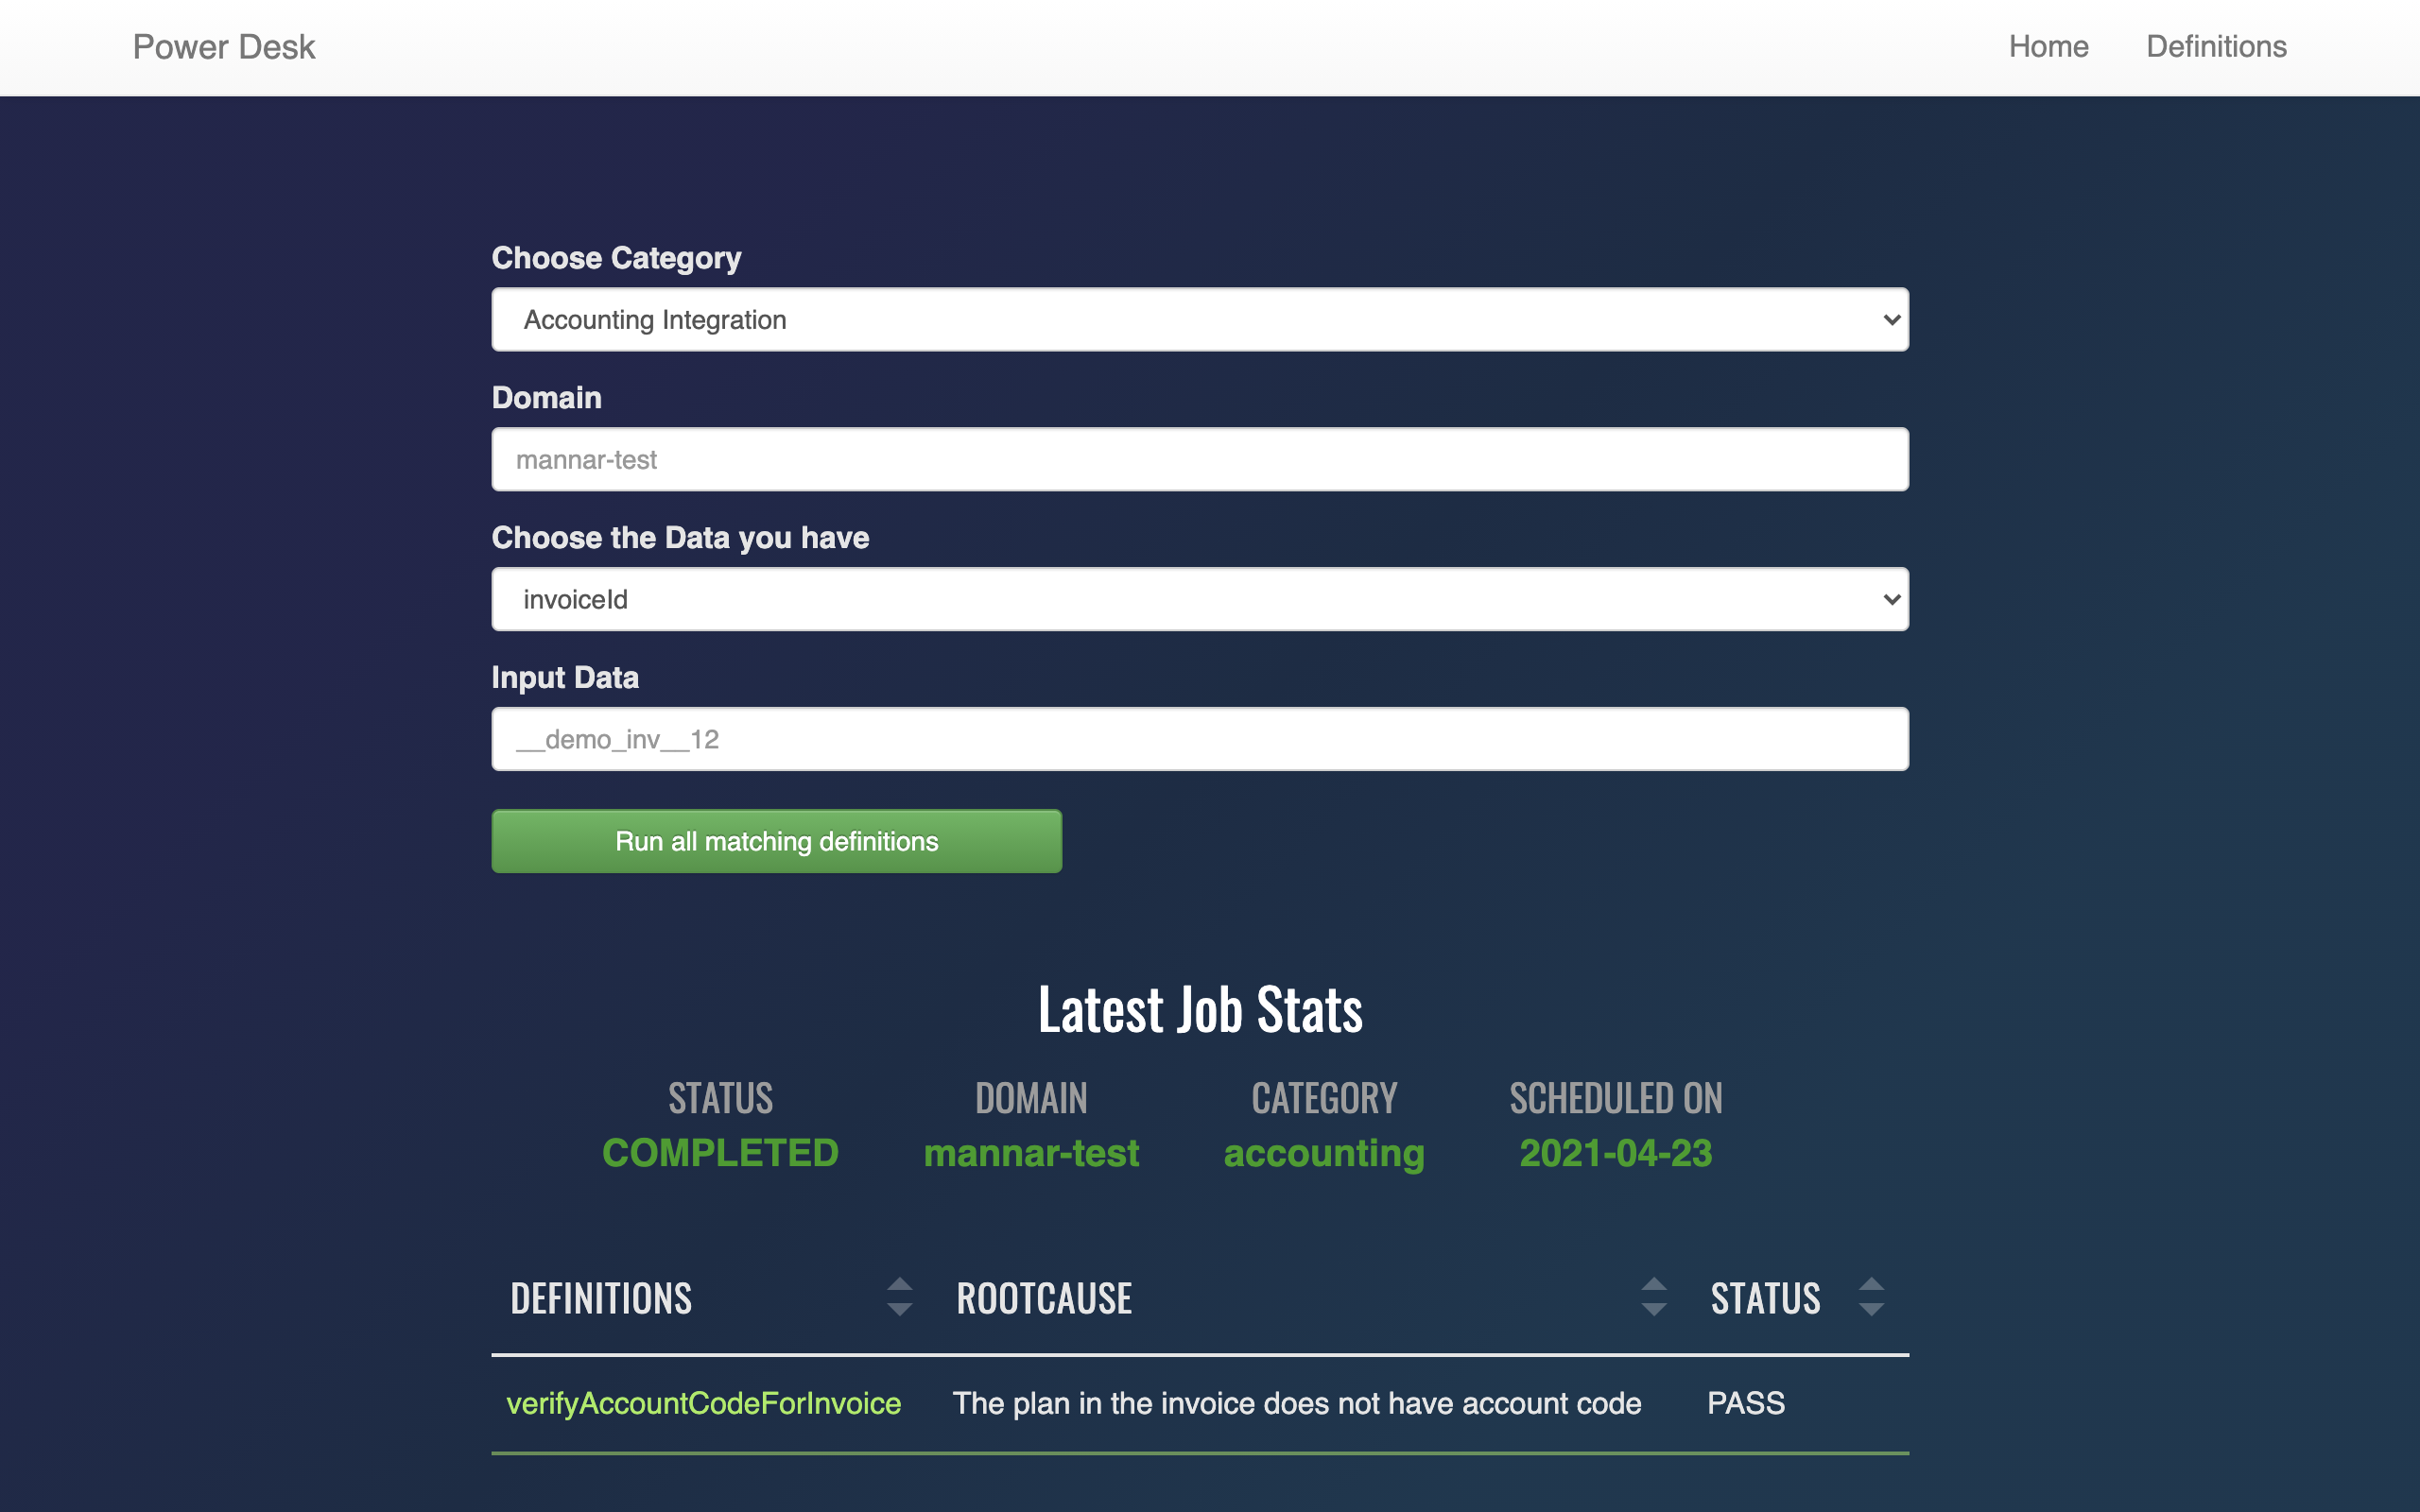 Power Desk Home Definitions
Choose Category
Accounting Integration
Domain
mannar-test
Choose the Data you have
invoiceId
Input Data
__demo_inv__12
Run all matching definitions
Latest Job Stats
STATUS DOMAIN CATEGORY SCHEDULED ON
COMPLETED mannar-test accounting 2021-04-23
DEFINITIONS ROOTCAUSE STATUS
verifyAccountCodeForInvoice The plan in the invoice does not have account code PASS